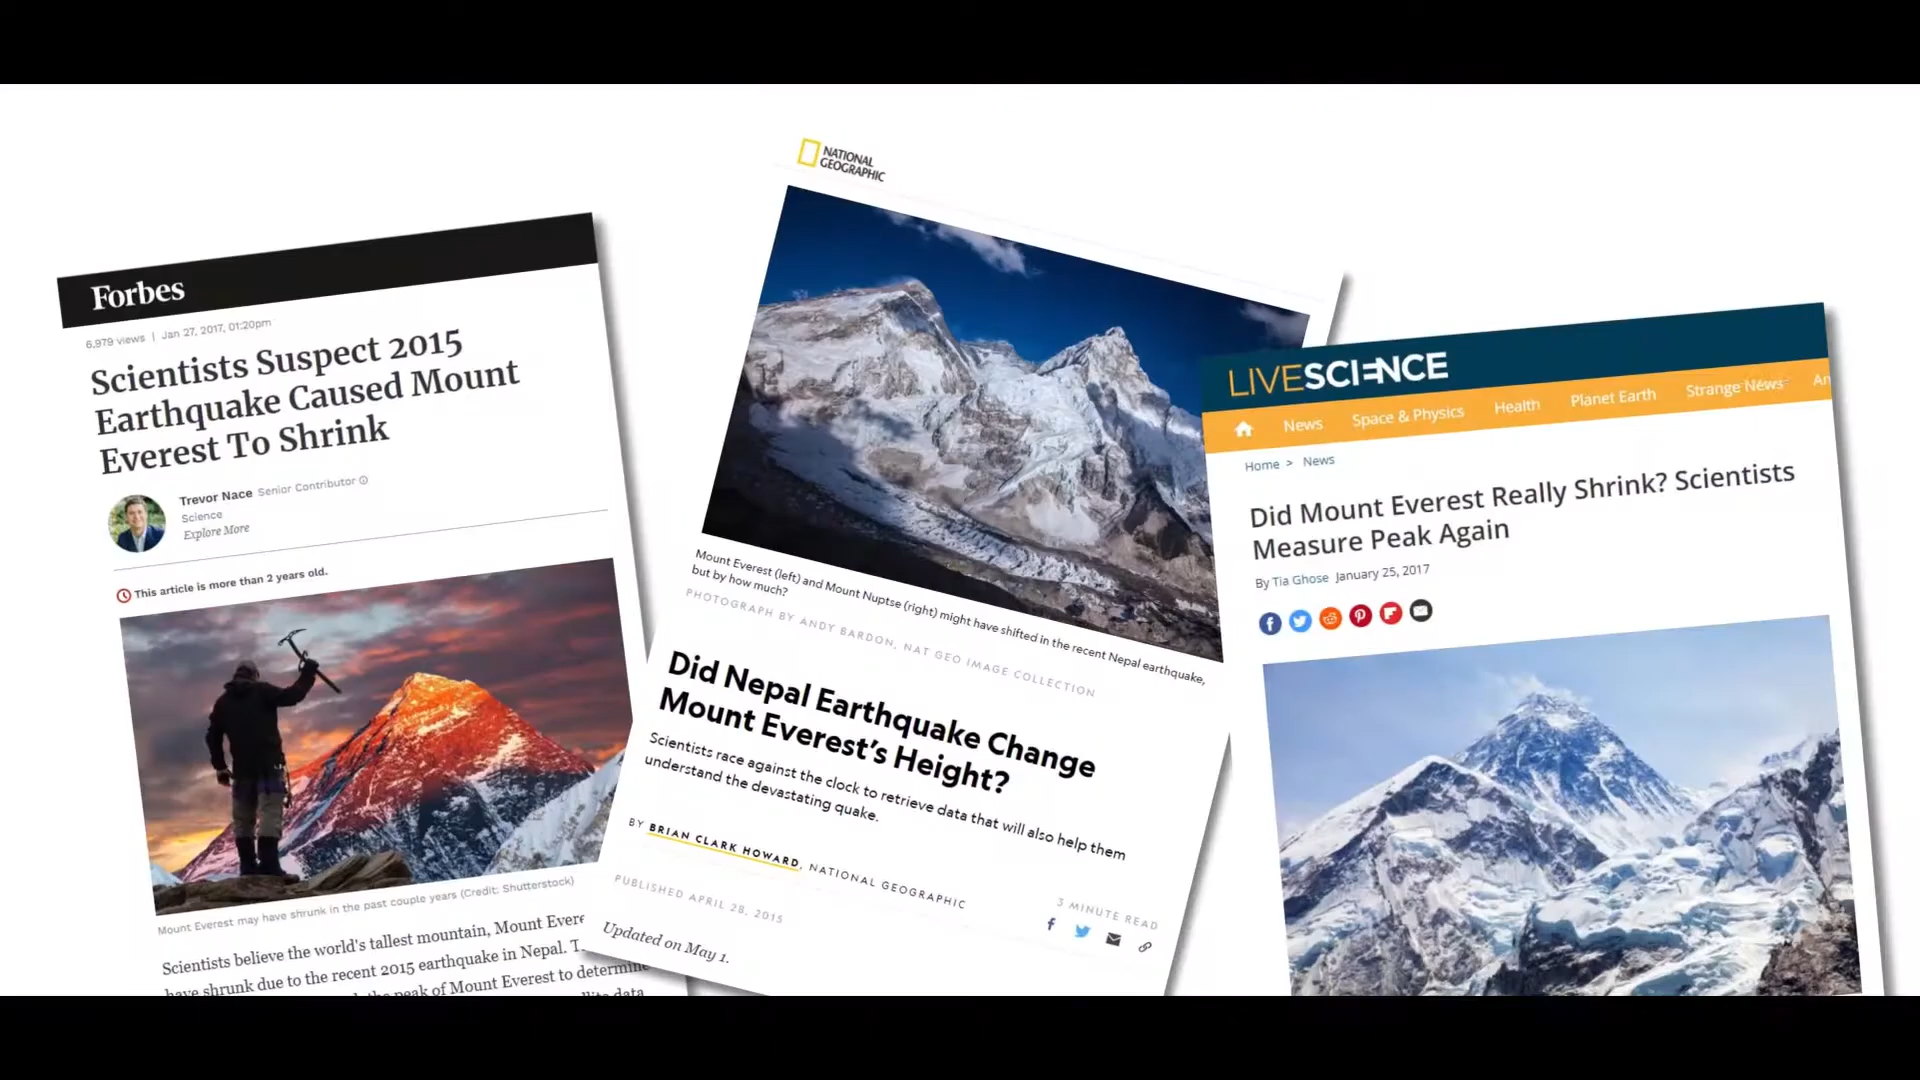 Forbes
6,979 views | Jan 27, 2017, 01:20pm
Scientists Suspect 2015
Earthquake Caused Mount
Everest To Shrink
Trevor Nace Senior Contributor
Science
Explore More
This article is more than 2 years old.
Mount Everest may have shrunk in the past couple years (Credit: Shutterstock)
Scientists believe the world's tallest mountain, Mount Evere
have shrunk due to the recent 2015 earthquake in Nepal. T
peak of Mount Everest to determine
data
NATIONAL
GEOGRAPHIC
Mount Everest (left) and Mount Nuptse (right) might have shifted in the recent Nepal earthquake,
but by how much?
PHOTOGRAPH BY ANDY BARDON, NAT GEO IMAGE COLLECTION
Did Nepal Earthquake Change
Mount Everest's Height?
Scientists race against the clock to retrieve data that will also help them
understand the devastating quake.
BY BRIAN CLARK HOWARD, NATIONAL GEOGRAPHIC
PUBLISHED APRIL 28, 2015
3 MINUTE READ
Updated on May 1.
LIVESCIENCE
News Space & Physics Health Planet Earth Strange News An
Home > News
Did Mount Everest Really Shrink? Scientists
Measure Peak Again
By Tia Ghose January 25, 2017